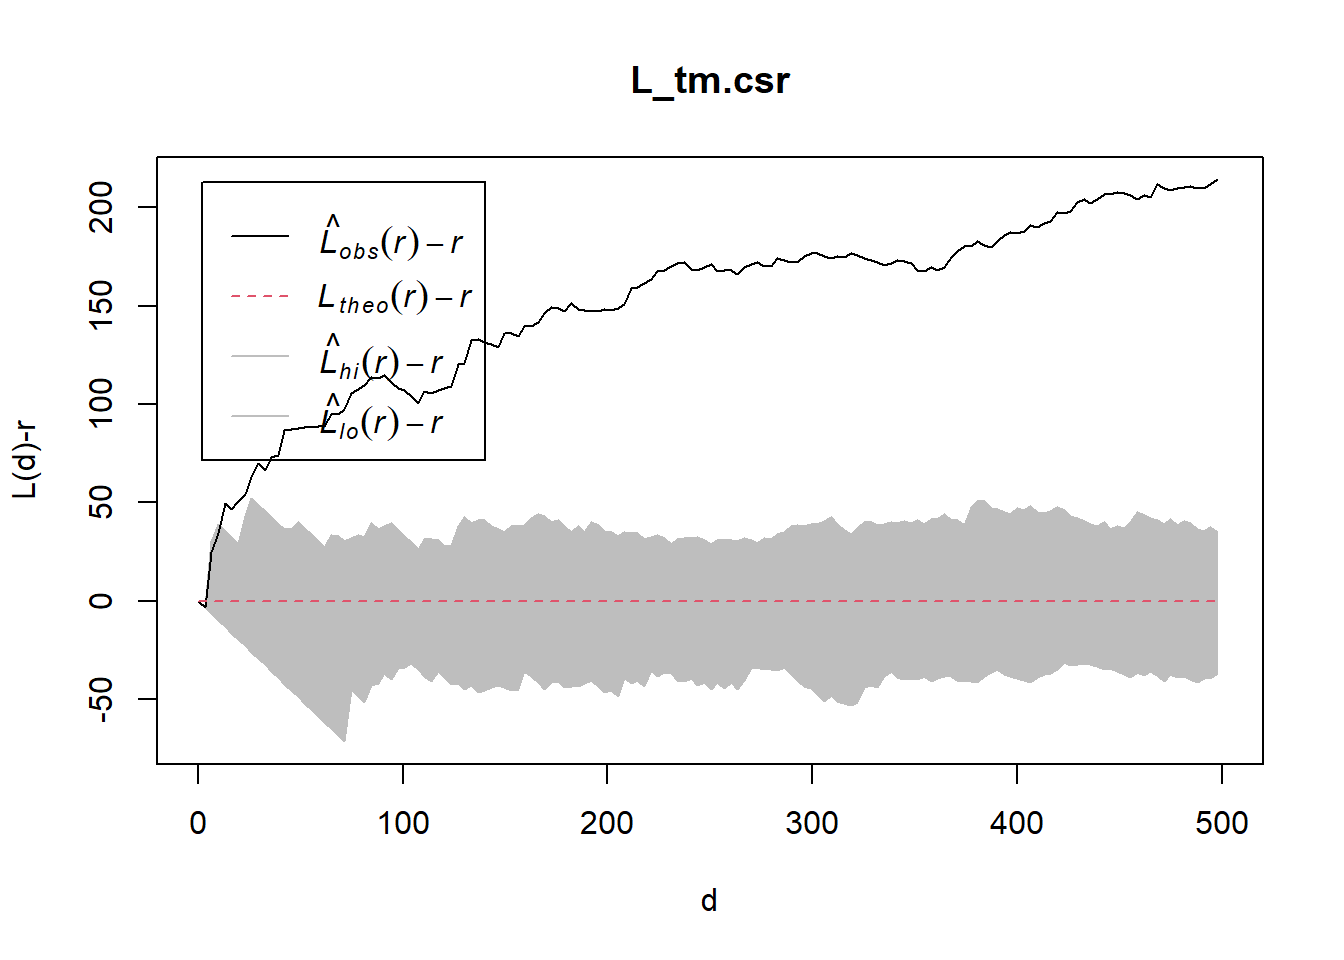 L_tm.csr
L̂obs(r) − r
Ltheo(r) − r
L̂hi(r) − r
L̂lo(r) − r
L(d)-r
200
150
100
50
0
-50
0 100 200 300 400 500
d